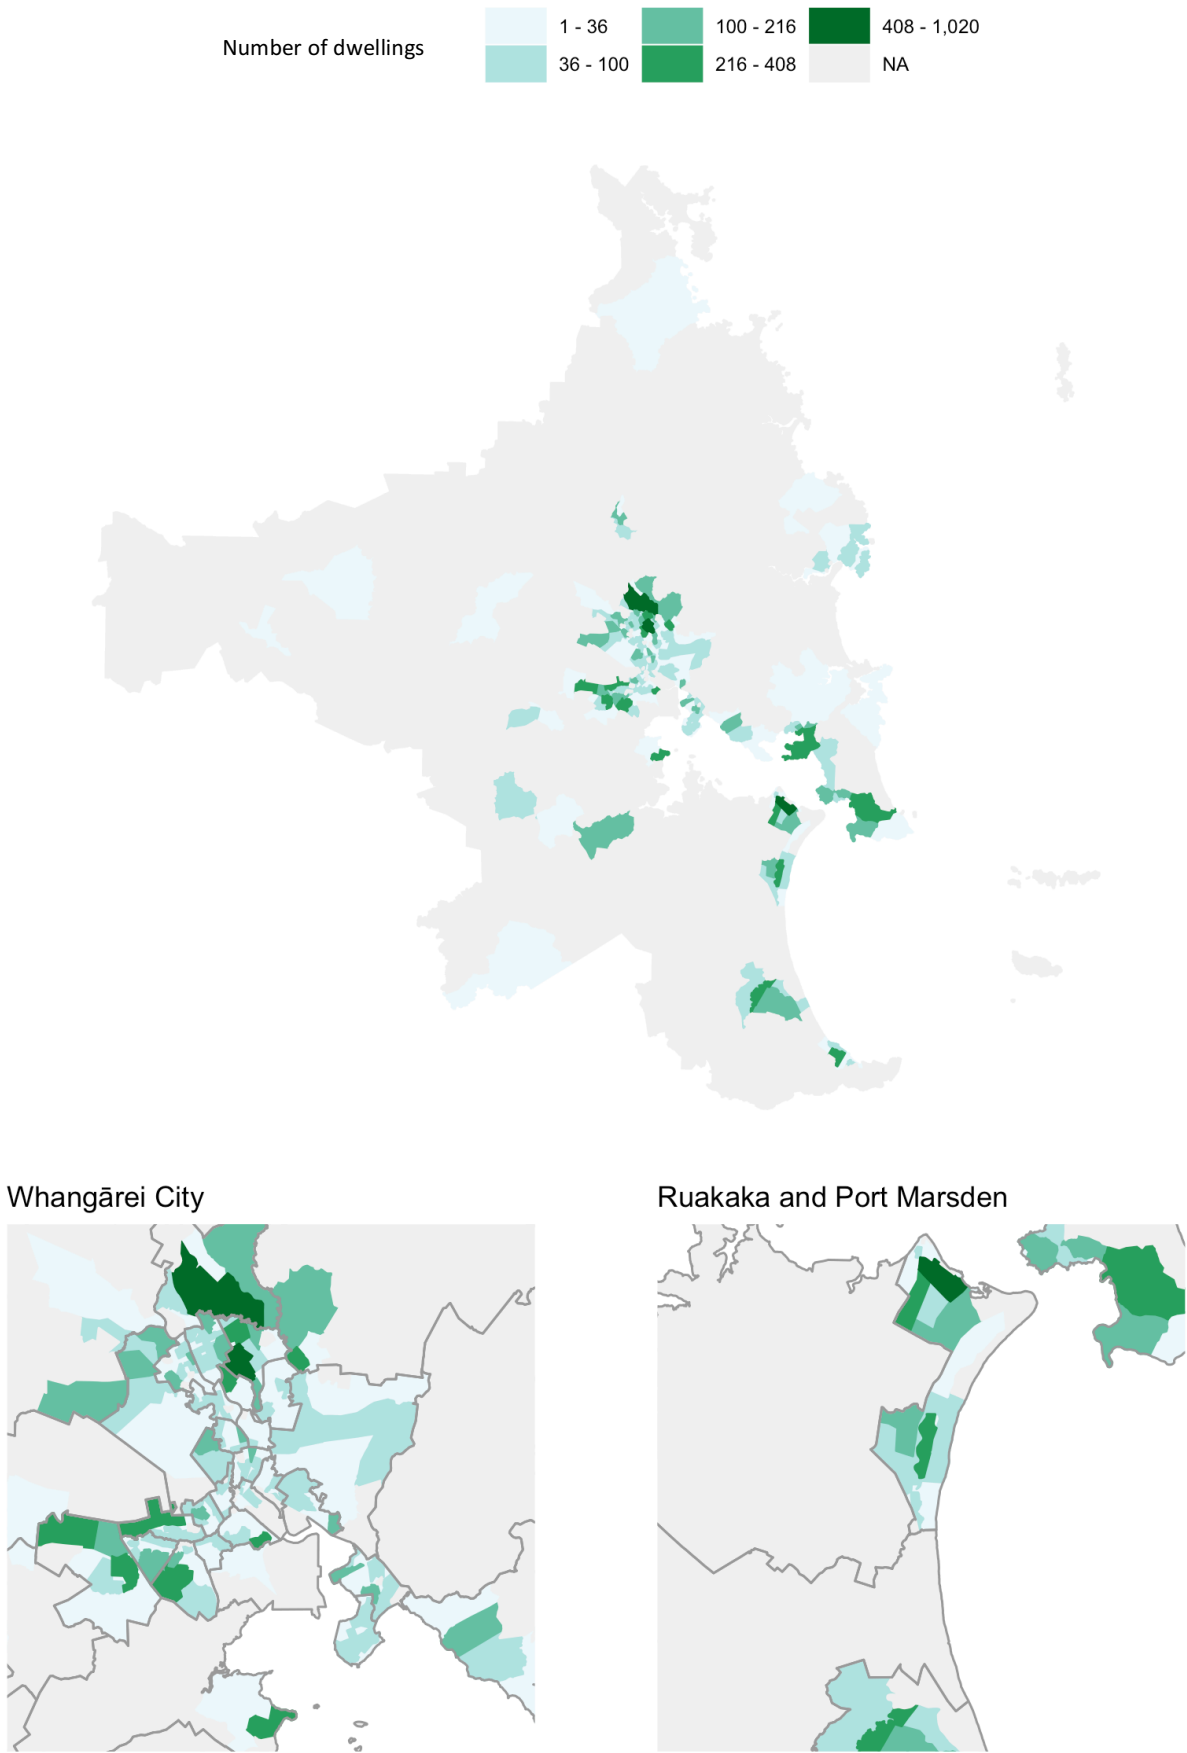 Number of dwellings
1 - 36
36 - 100
100 - 216
216 - 408
408 - 1,020
NA
Whangārei City
Ruakaka and Port Marsden